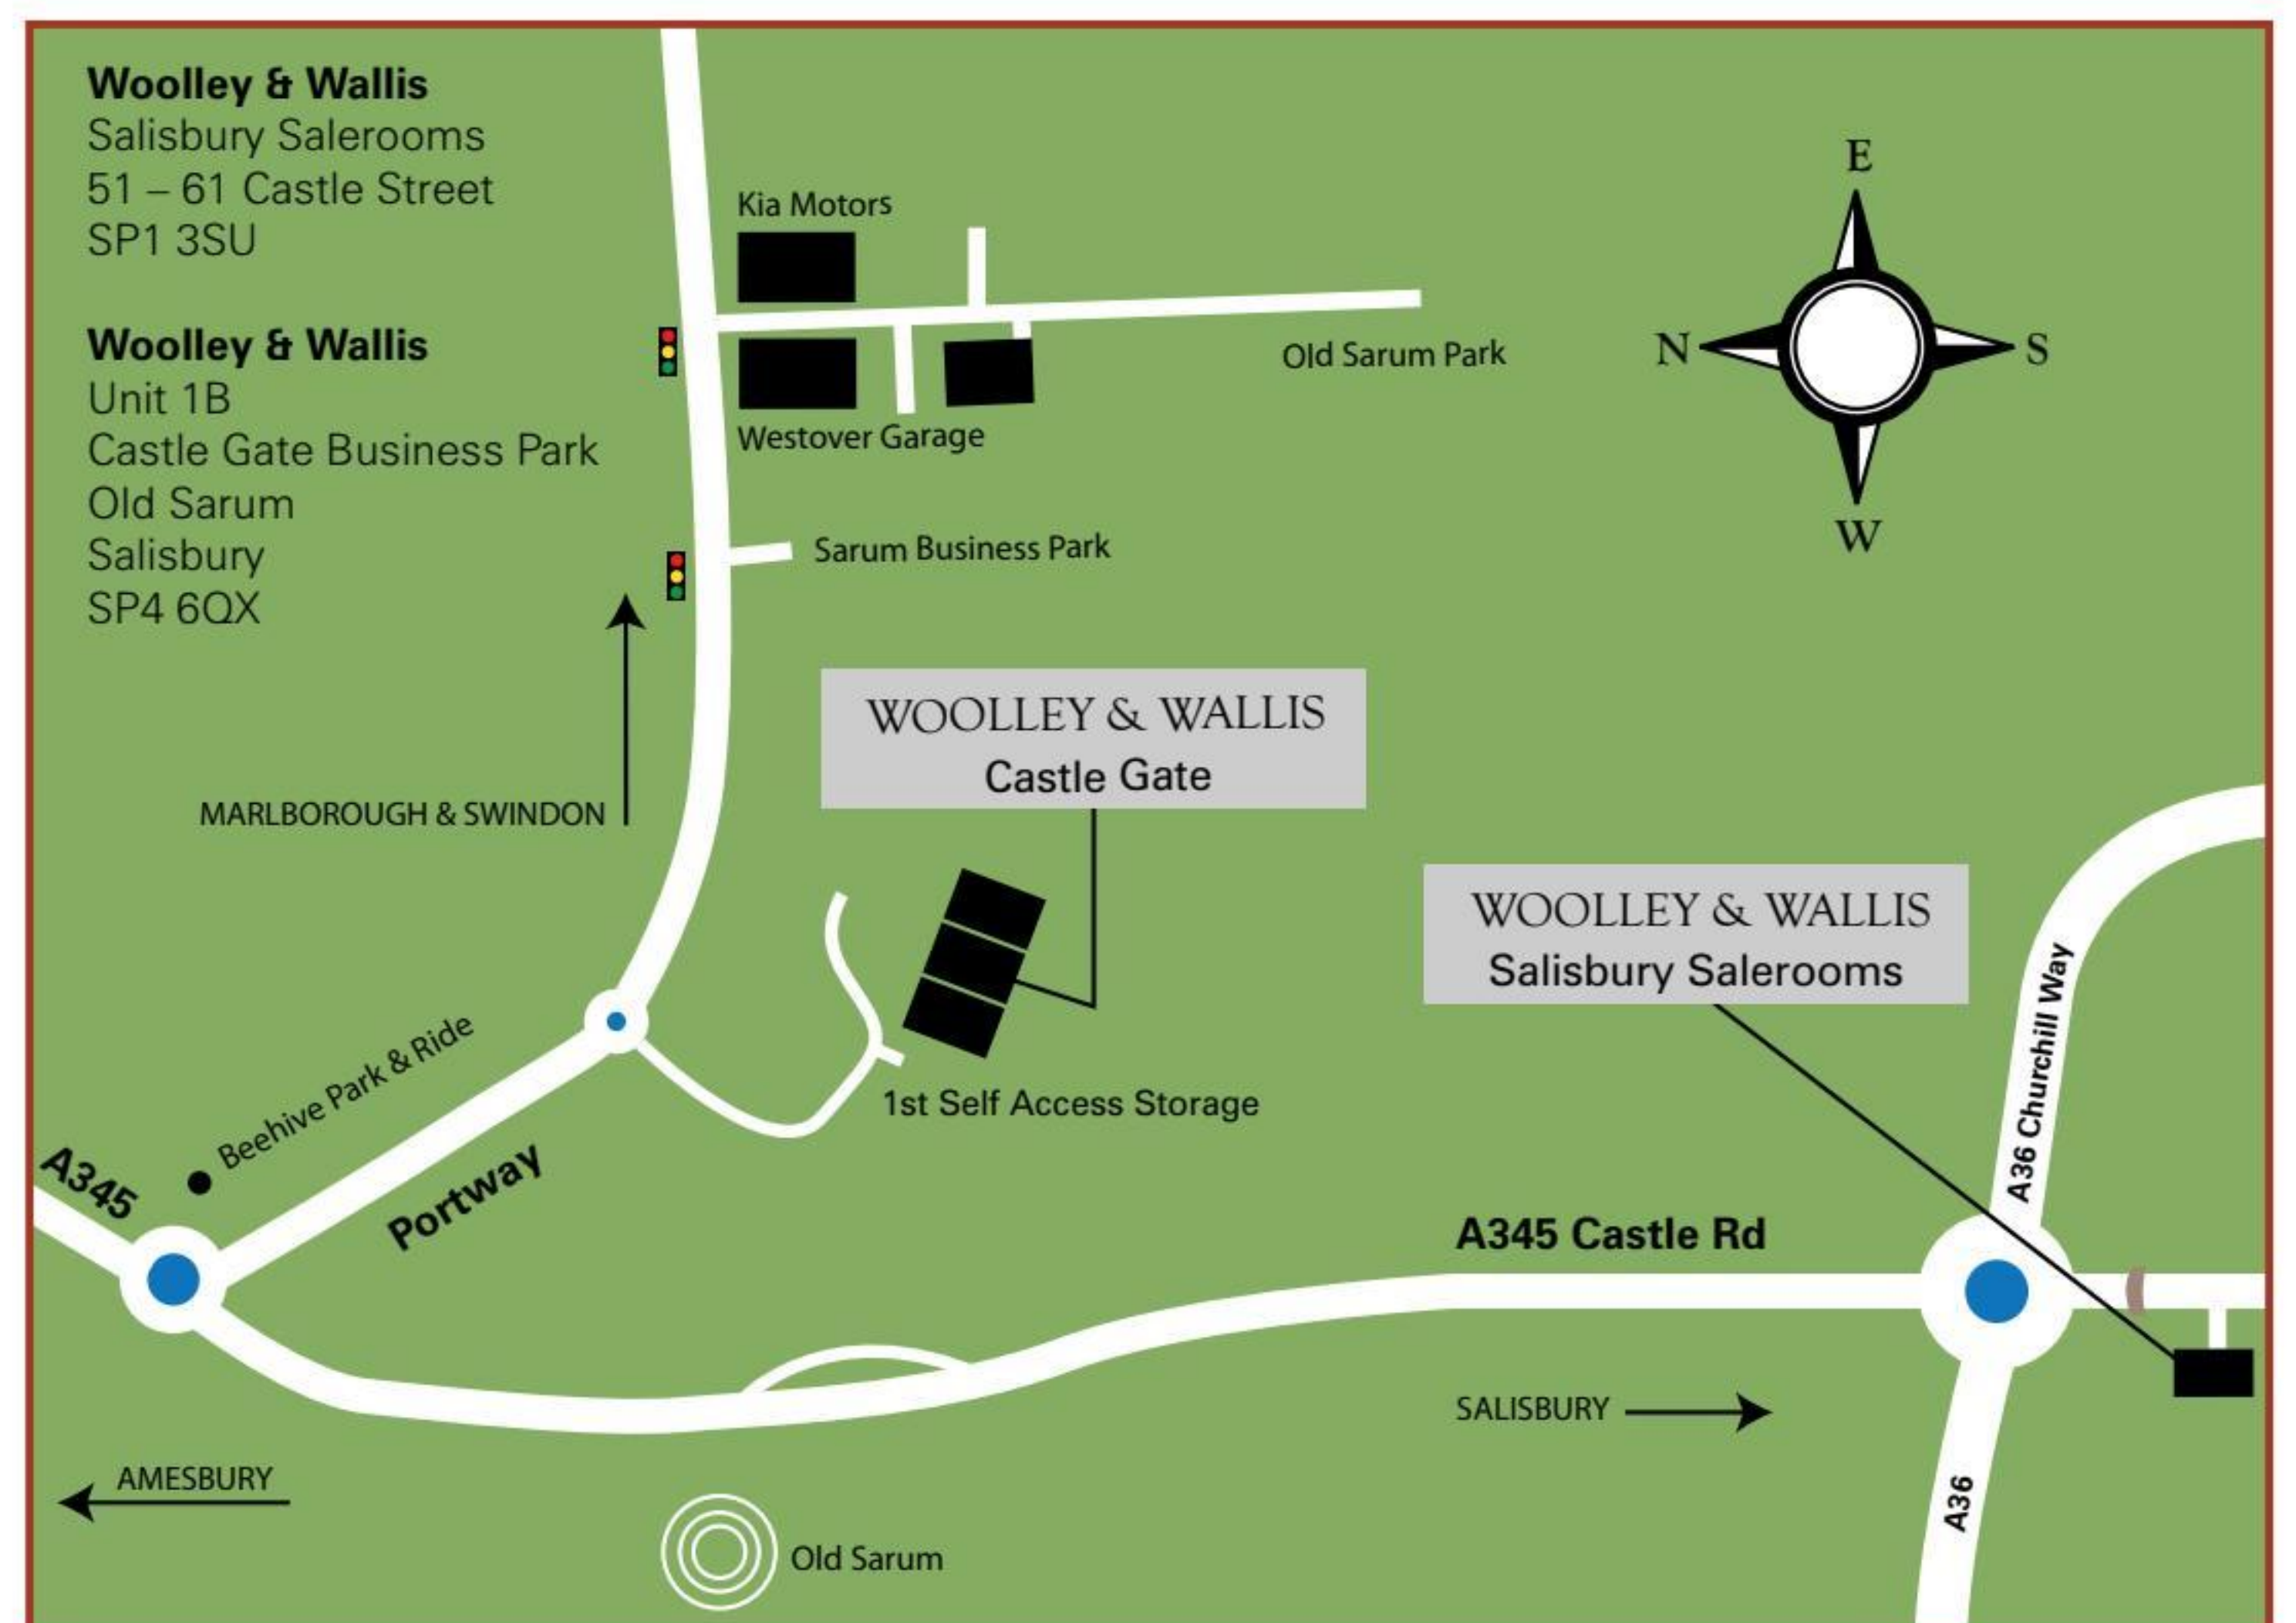 Woolley & Wallis
Salisbury Salerooms
51 – 61 Castle Street
SP1 3SU
Woolley & Wallis
Unit 1B
Castle Gate Business Park
Old Sarum
Salisbury
SP4 6QX
Kia Motors
Westover Garage
Old Sarum Park
E
N
S
W
Sarum Business Park
MARLBOROUGH & SWINDON
WOOLLEY & WALLIS
Castle Gate
WOOLLEY & WALLIS
Salisbury Salerooms
A36 Churchill Way
Beehive Park & Ride
1st Self Access Storage
A345
Portway
A345 Castle Rd
SALISBURY
AMESBURY
A36
Old Sarum